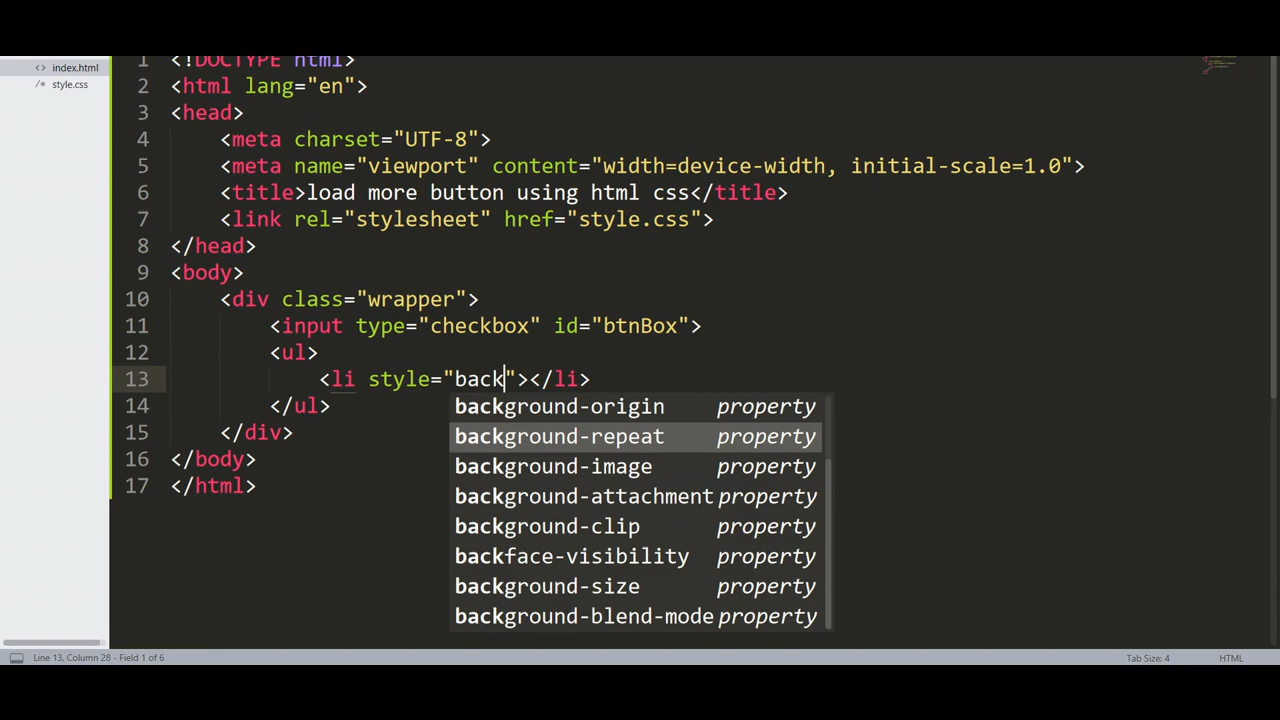 <> index.html
/* style.css
1 <!DOCTYPE html>
2 <html lang="en">
3 <head>
4 <meta charset="UTF-8">
5 <meta name="viewport" content="width=device-width, initial-scale=1.0">
6 <title>load more button using html css</title>
7 <link rel="stylesheet" href="style.css">
8 </head>
9 <body>
10 <div class="wrapper">
11 <input type="checkbox" id="btnBox">
12 <ul>
13 <li style="back"></li>
14 </ul>
15 </div>
16 </body>
17 </html>
background-origin property
background-repeat property
background-image property
background-attachment property
background-clip property
backface-visibility property
background-size property
background-blend-mode property
Line 13, Column 28 - Field 1 of 6
Tab Size: 4
HTML